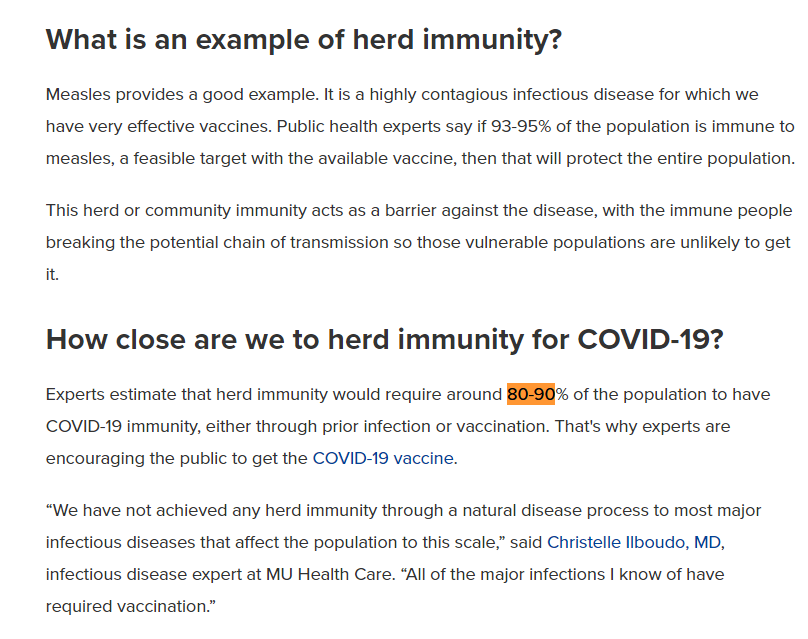 What is an example of herd immunity?
Measles provides a good example. It is a highly contagious infectious disease for which we
have very effective vaccines. Public health experts say if 93-95% of the population is immune to
measles, a feasible target with the available vaccine, then that will protect the entire population.
This herd or community immunity acts as a barrier against the disease, with the immune people
breaking the potential chain of transmission so those vulnerable populations are unlikely to get
it.
How close are we to herd immunity for COVID-19?
Experts estimate that herd immunity would require around 80-90% of the population to have
COVID-19 immunity, either through prior infection or vaccination. That's why experts are
encouraging the public to get the COVID-19 vaccine.
“We have not achieved any herd immunity through a natural disease process to most major
infectious diseases that affect the population to this scale,” said Christelle Ilboudo, MD,
infectious disease expert at MU Health Care. “All of the major infections I know of have
required vaccination.”